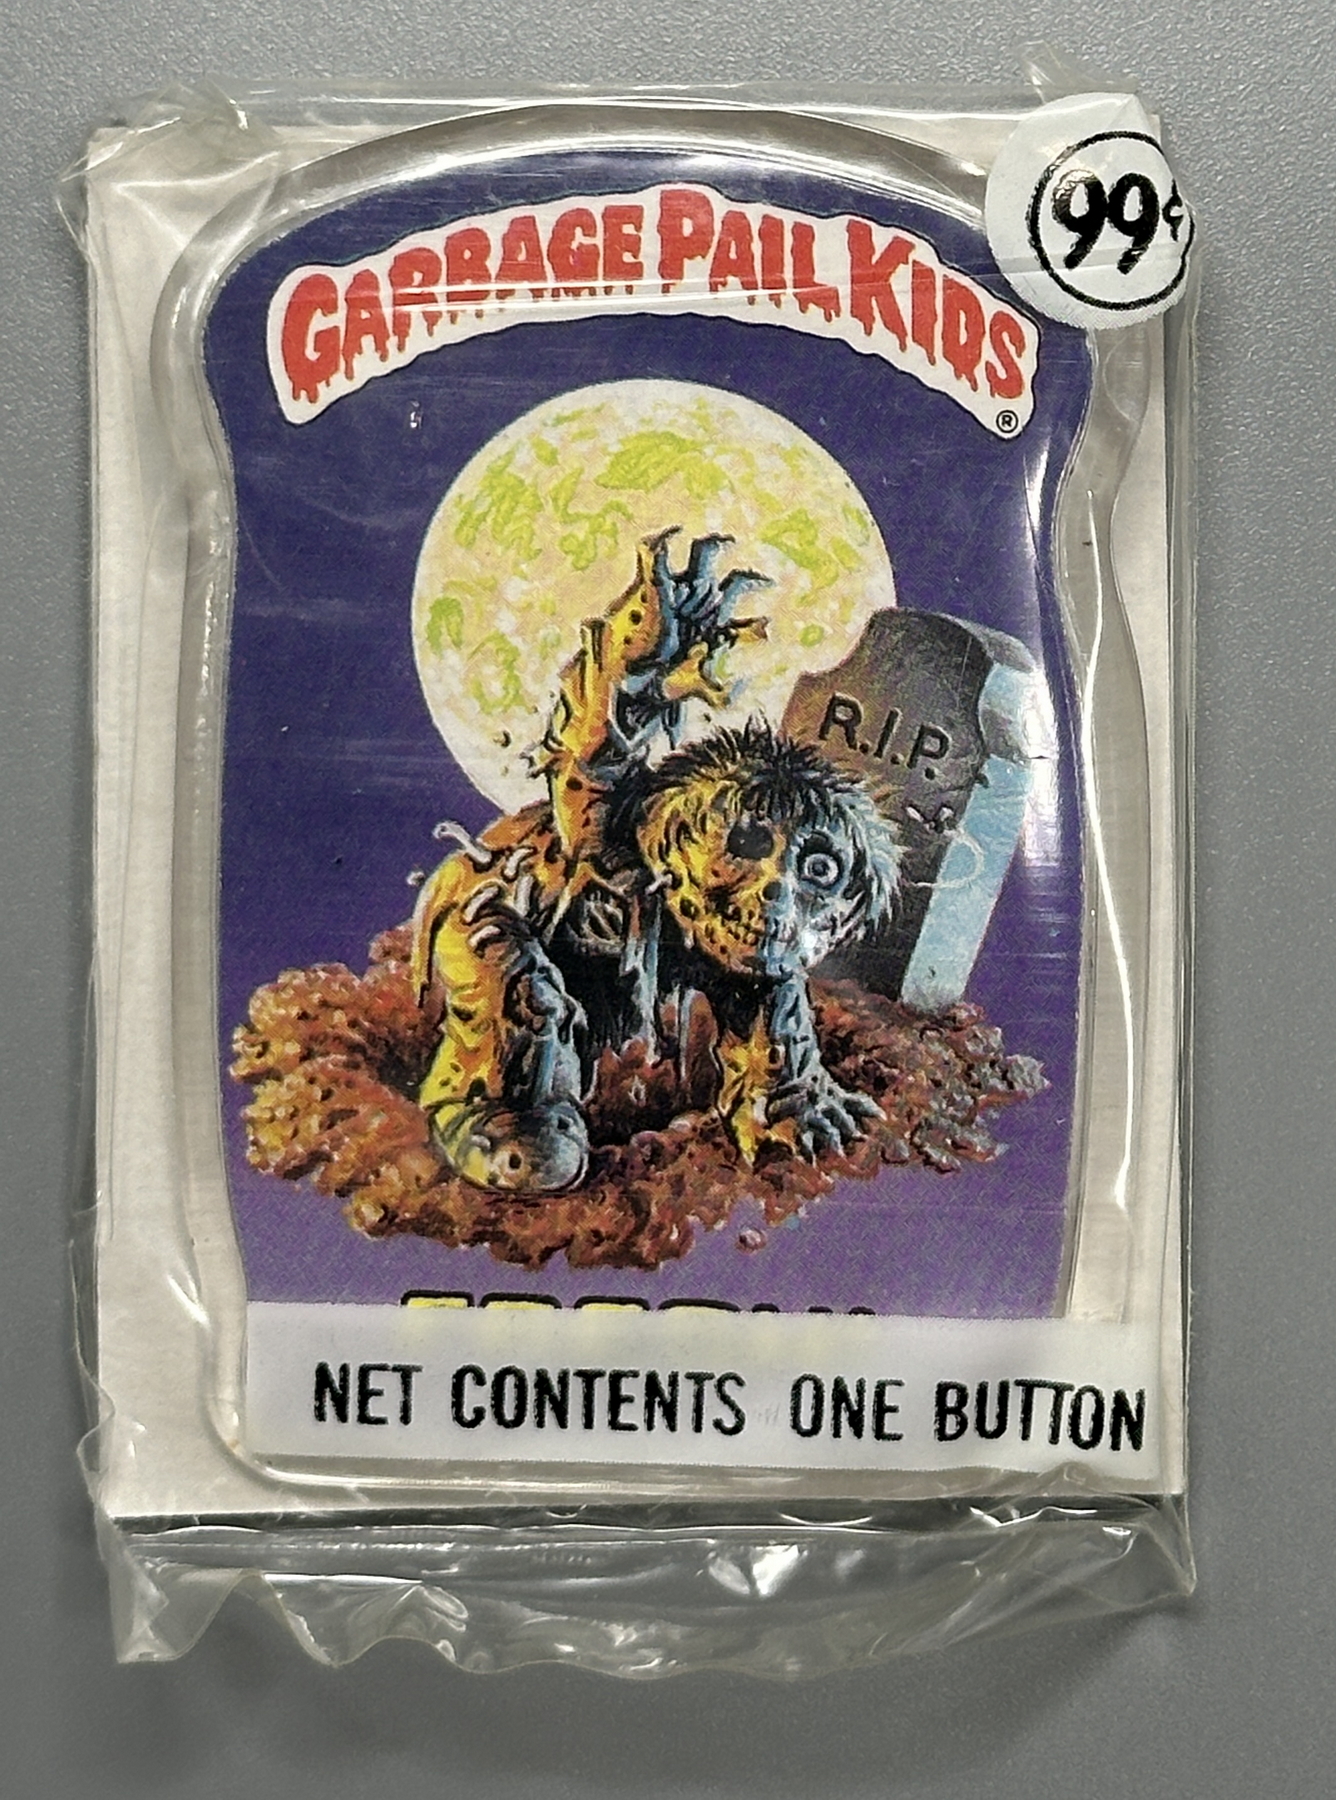 GARBAGE PAIL KIDS
®
99¢
R.I.P.
NET CONTENTS ONE BUTTON